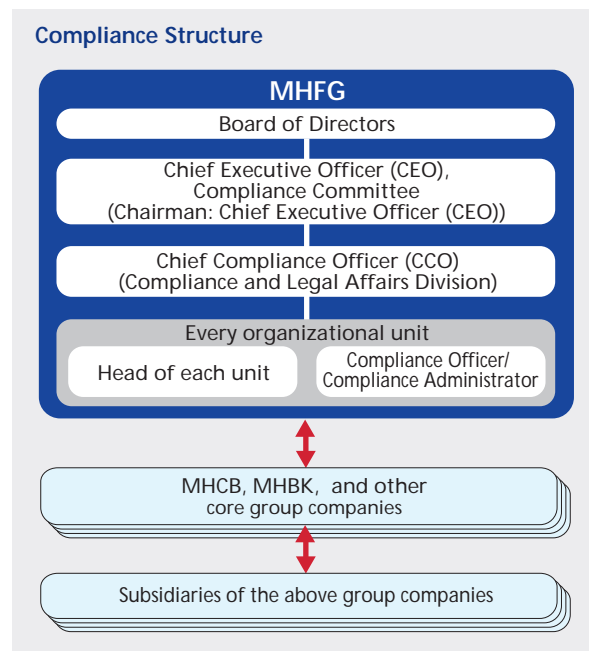 Compliance Structure
MHFG
Board of Directors
Chief Executive Officer (CEO),
Compliance Committee
(Chairman: Chief Executive Officer (CEO))
Chief Compliance Officer (CCO)
(Compliance and Legal Affairs Division)
Every organizational unit
Head of each unit
Compliance Officer/
Compliance Administrator
MHCB, MHBK, and other
core group companies
Subsidiaries of the above group companies